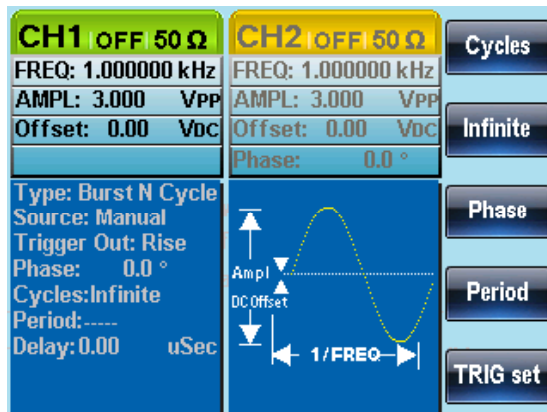 CH1 OFF 50 Ω
FREQ: 1.000000 kHz
AMPL: 3.000 VPP
Offset: 0.00 VDC
CH2 OFF 50 Ω
FREQ: 1.000000 kHz
AMPL: 3.000 VPP
Offset: 0.00 VDC
Phase: 0.0 °
Type: Burst N Cycle
Source: Manual
Trigger Out: Rise
Phase: 0.0 °
Cycles:Infinite
Period:-----
Delay:0.00 uSec
Ampl
DC Offset
1/FREQ
Cycles
Infinite
Phase
Period
TRIG set